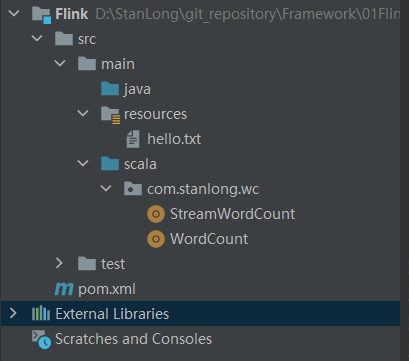 Flink D:\StanLong\git_repository\Framework\01Flin
src
main
java
resources
hello.txt
scala
com.stanlong.wc
StreamWordCount
WordCount
test
m pom.xml
External Libraries
Scratches and Consoles